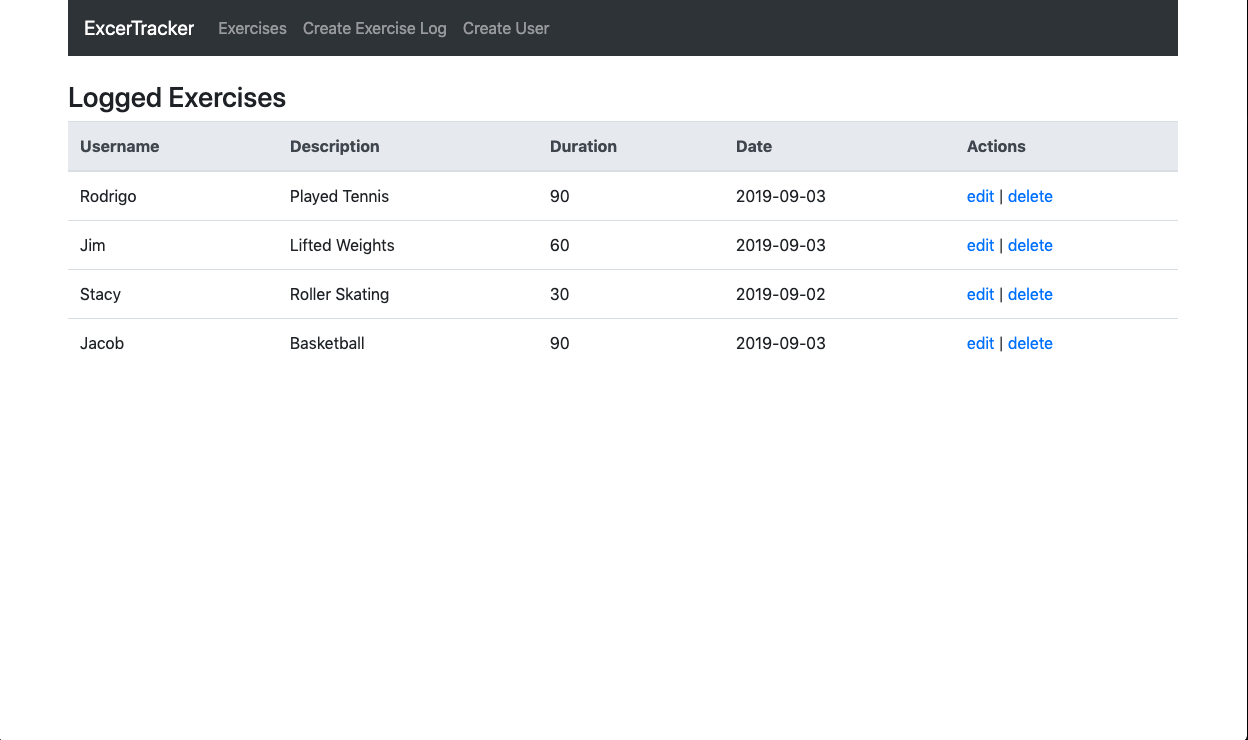 ExcerTracker Exercises Create Exercise Log Create User
Logged Exercises
Username Description Duration Date Actions
Rodrigo Played Tennis 90 2019-09-03 edit | delete
Jim Lifted Weights 60 2019-09-03 edit | delete
Stacy Roller Skating 30 2019-09-02 edit | delete
Jacob Basketball 90 2019-09-03 edit | delete